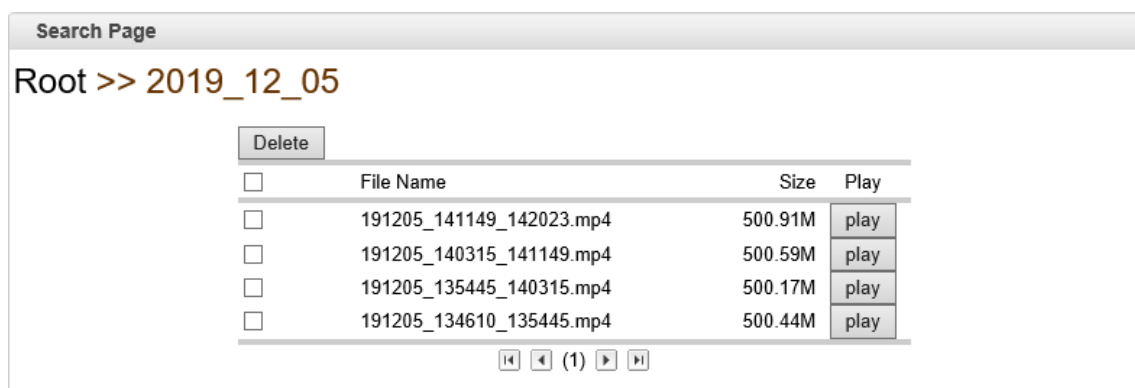 Search Page
Root >> 2019_12_05
Delete
File Name Size Play
191205_141149_142023.mp4 500.91M play
191205_140315_141149.mp4 500.59M play
191205_135445_140315.mp4 500.17M play
191205_134610_135445.mp4 500.44M play
(1)